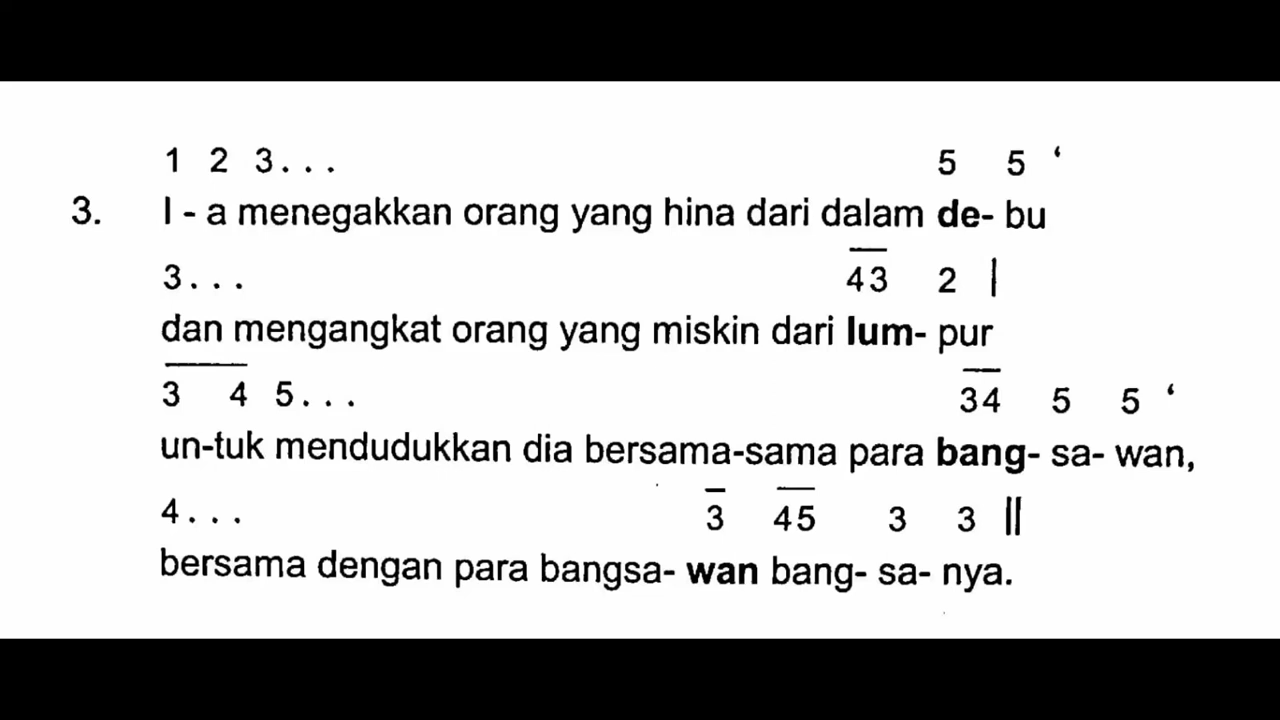 1 2 3... 5 5 ‘
3. I - a menegakkan orang yang hina dari dalam de- bu
3... 43 2 |
dan mengangkat orang yang miskin dari lum- pur
3 4 5... 34 5 5 ‘
un-tuk mendudukkan dia bersama-sama para bang- sa- wan,
4... 3 45 3 3 ||
bersama dengan para bangsa- wan bang- sa- nya.